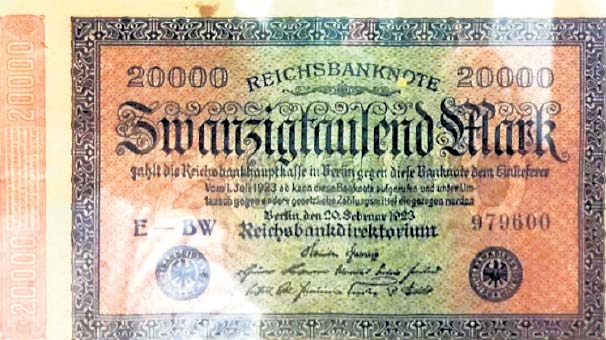 20000 REICHSBANKNOTE 20000
Zwanzigtausend Mark
zahlt die Reichsbankhauptkasse in Berlin gegen diese Banknote dem Einlieferer
Vom 1. Juli 1923 ab kann diese Banknote aufgerufen und unter Um-
tausch gegen andere gesetzliche Zahlungsmittel eingezogen werden
Berlin, den 20. Februar 1923
E — BW Reichsbankdirektorium 979600
20000
20000